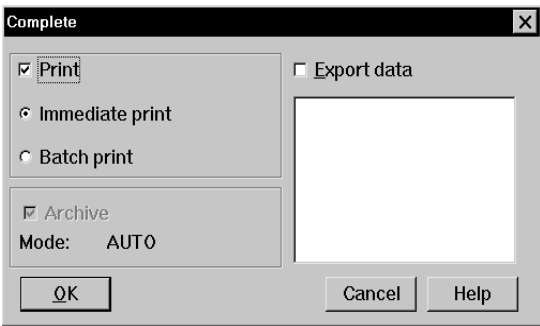 Complete
Print
Export data
Immediate print
Batch print
Archive
Mode: AUTO
OK
Cancel
Help